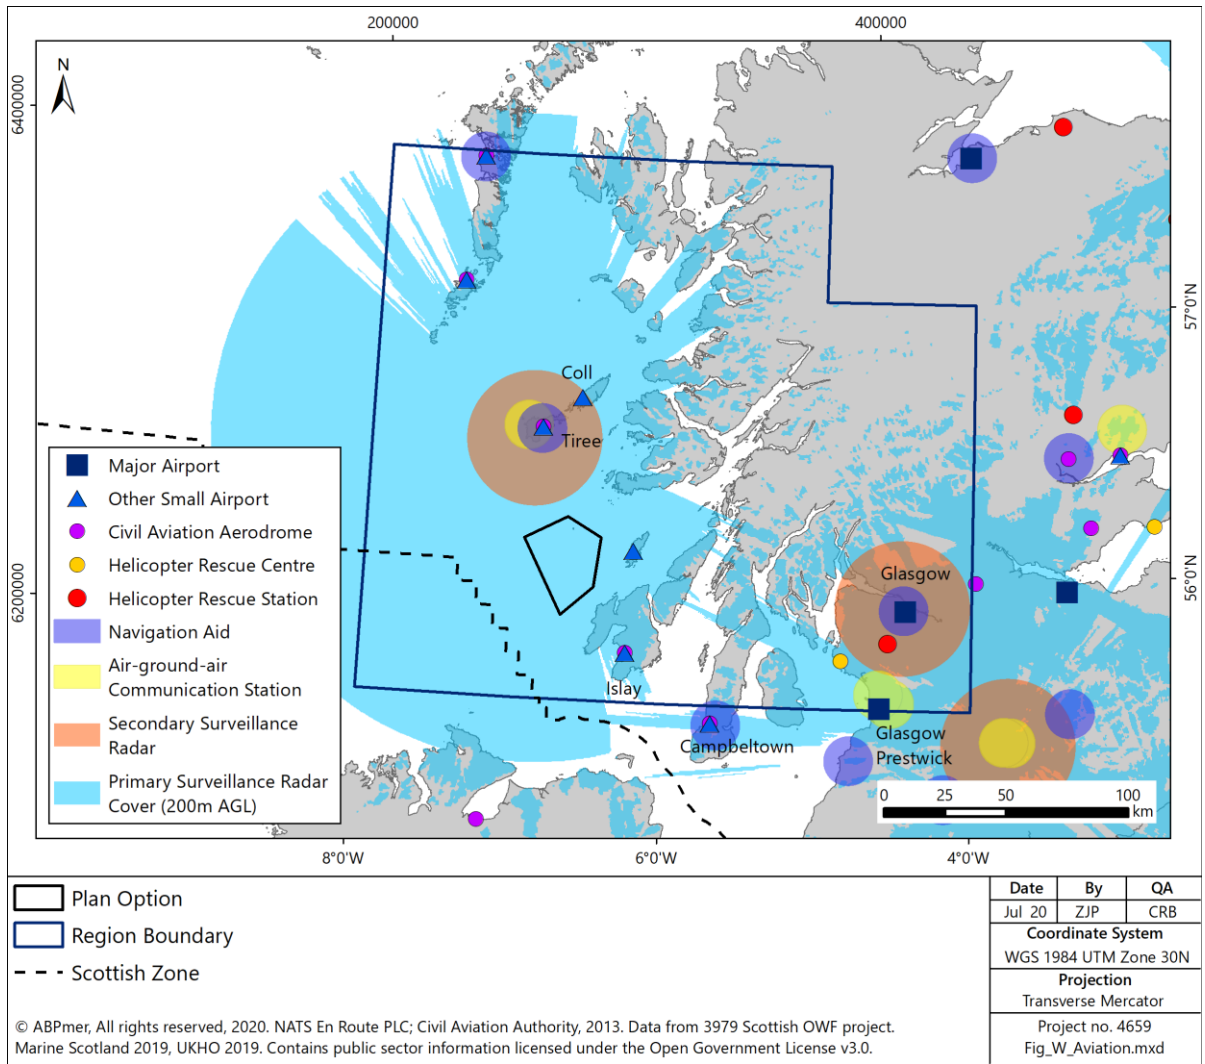 200000
400000
N
6400000
6200000
57°0'N
56°0'N
Coll
Tiree
Glasgow
Islay
Campbeltown
Glasgow
Prestwick
Major Airport
Other Small Airport
Civil Aviation Aerodrome
Helicopter Rescue Centre
Helicopter Rescue Station
Navigation Aid
Air-ground-air
Communication Station
Secondary Surveillance
Radar
Primary Surveillance Radar
Cover (200m AGL)
0 25 50 100
km
8°0'W 6°0'W 4°0'W
Plan Option
Region Boundary
Scottish Zone
© ABPmer, All rights reserved, 2020. NATS En Route PLC; Civil Aviation Authority, 2013. Data from 3979 Scottish OWF project.
Marine Scotland 2019, UKHO 2019. Contains public sector information licensed under the Open Government License v3.0.
Date By QA
Jul 20 ZJP CRB
Coordinate System
WGS 1984 UTM Zone 30N
Projection
Transverse Mercator
Project no. 4659
Fig_W_Aviation.mxd